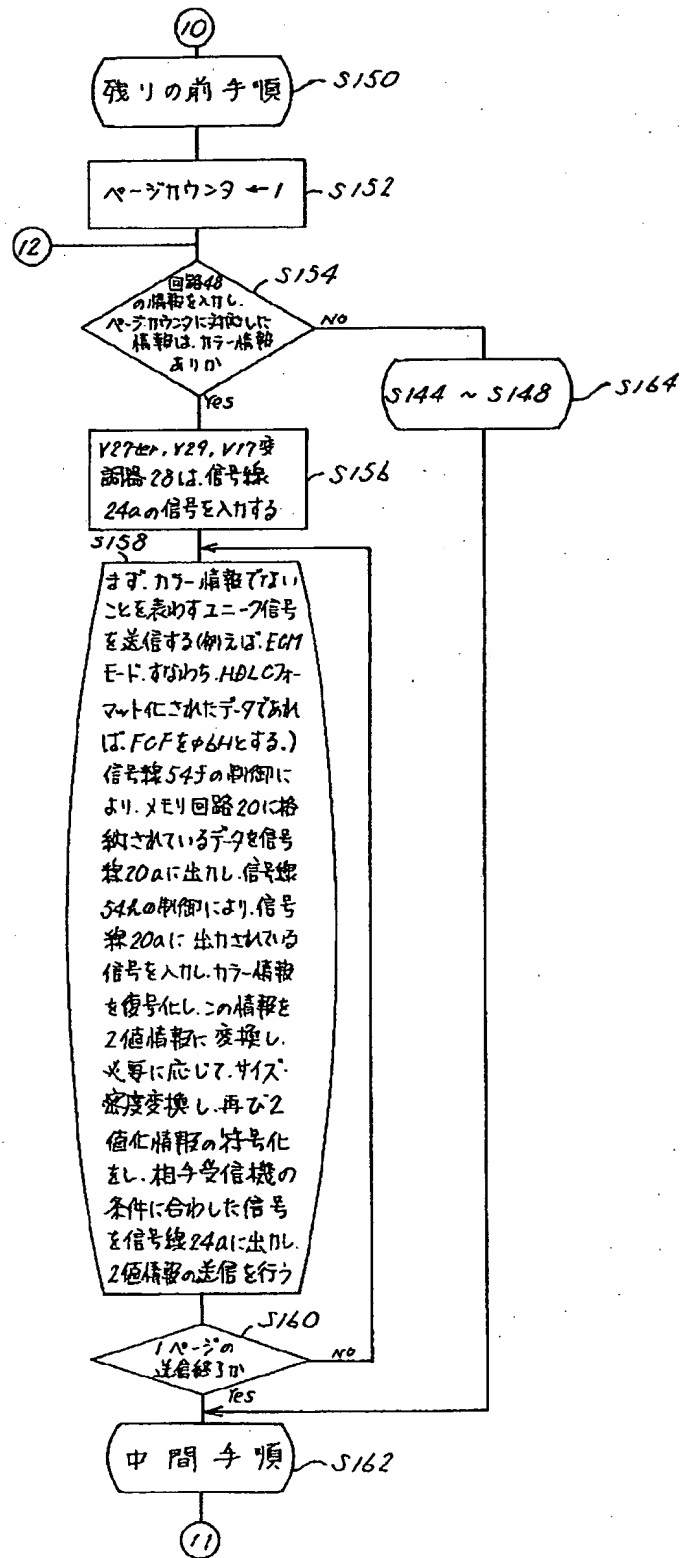 10
残りの前手順
S150
ページカウンタ ← 1
S152
12
S154
回路48
の情報を入力し、
ページカウンタに対応した
情報は、カラー情報
ありか
NO
Yes
S144 ~ S148
S164
V27ter, V29, V17変
調器28は、信号線
24aの信号を入力する
S156
S158
まず、カラー情報でない
ことを表わすユニーク信号
を送信する(例えば、ECM
モード、すなわち、HDLCフォー
マット化されたデータであれ
ば、FCFをφ6Hとする。)
信号線54fの制御に
より、メモリ回路20に格
納されているデータを信号
線20aに出力し、信号線
54hの制御により、信号
線20aに出力されている
信号を入力し、カラー情報
を復号化し、この情報を
2値情報に変換し、
必要に応じて、サイズ・
密度変換し、再び2
値化情報の符号化
をし、相手受信機の
条件に合わした信号
を信号線24aに出力し、
2値情報の送信を行う
S160
1ページの
送信終了か
NO
Yes
中間手順
S162
11